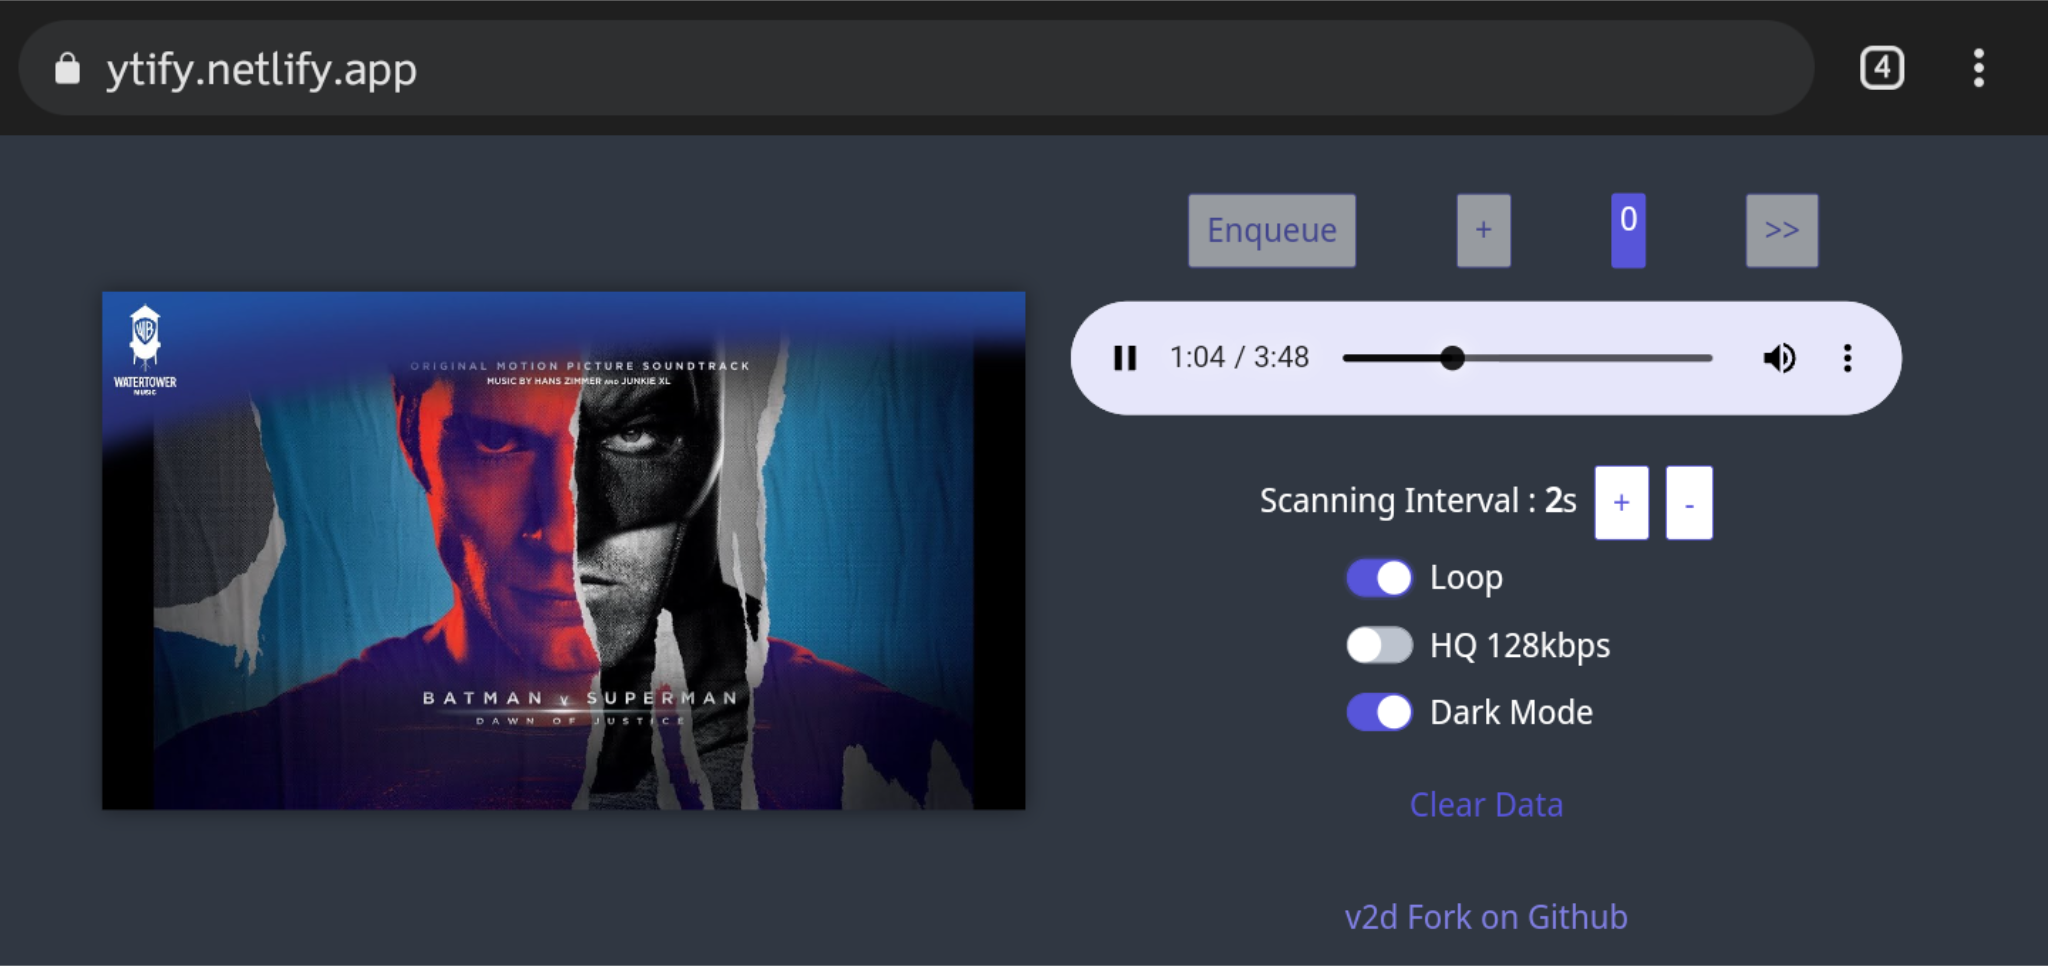 ytify.netlify.app
4
Enqueue + 0 >>
WB
WATERTOWER
MUSIC
ORIGINAL MOTION PICTURE SOUNDTRACK
MUSIC BY HANS ZIMMER AND JUNKIE XL
BATMAN v SUPERMAN
DAWN OF JUSTICE
1:04 / 3:48
Scanning Interval : 2s + -
Loop
HQ 128kbps
Dark Mode
Clear Data
v2d Fork on Github